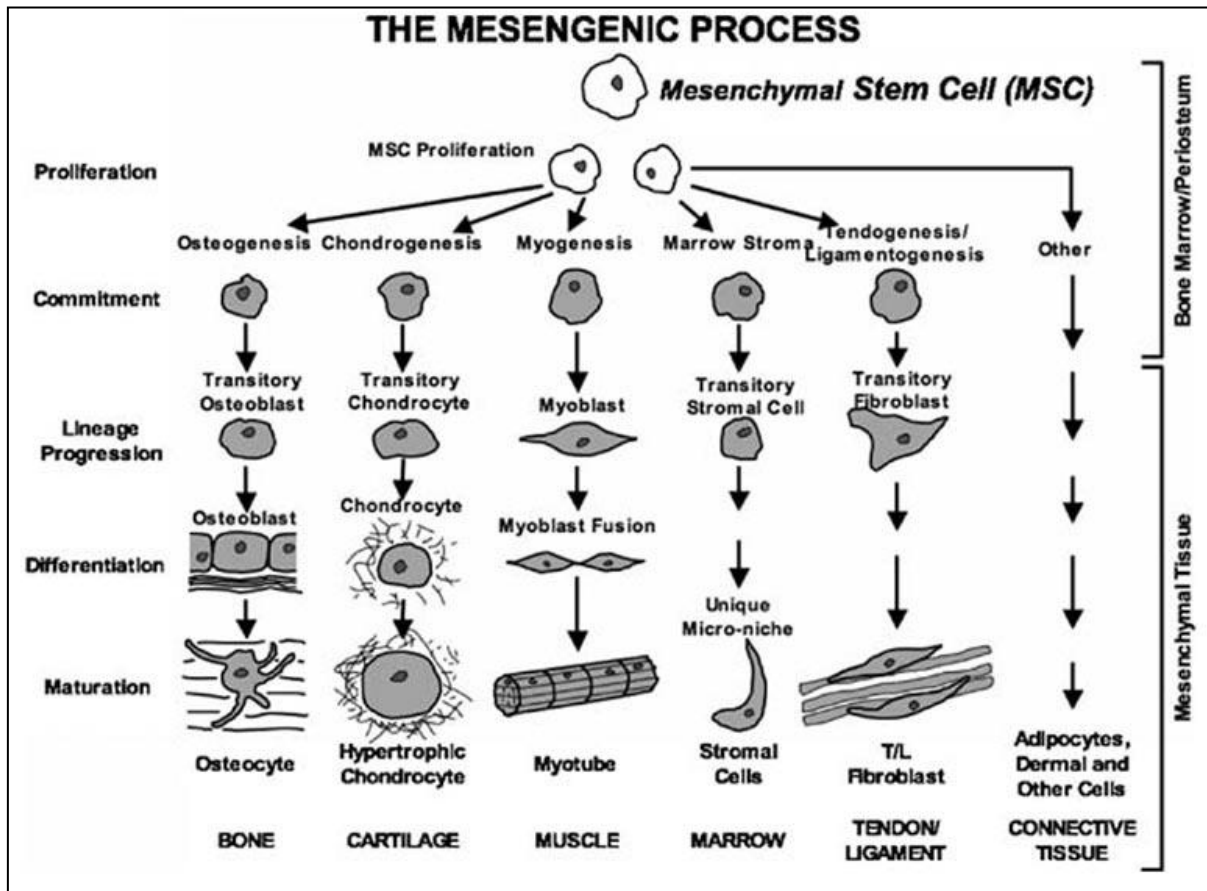 THE MESENGENIC PROCESS
Mesenchymal Stem Cell (MSC)
MSC Proliferation
Proliferation
Osteogenesis
Chondrogenesis
Myogenesis
Marrow Stroma
Tendogenesis/
Ligamentogenesis
Other
Bone Marrow/Periosteum
Commitment
Transitory
Osteoblast
Transitory
Chondrocyte
Myoblast
Transitory
Stromal Cell
Transitory
Fibroblast
Lineage
Progression
Osteoblast
Chondrocyte
Myoblast Fusion
Differentiation
Unique
Micro-niche
Mesenchymal Tissue
Maturation
Osteocyte
Hypertrophic
Chondrocyte
Myotube
Stromal
Cells
T/L
Fibroblast
Adipocytes,
Dermal and
Other Cells
BONE
CARTILAGE
MUSCLE
MARROW
TENDON/
LIGAMENT
CONNECTIVE
TISSUE